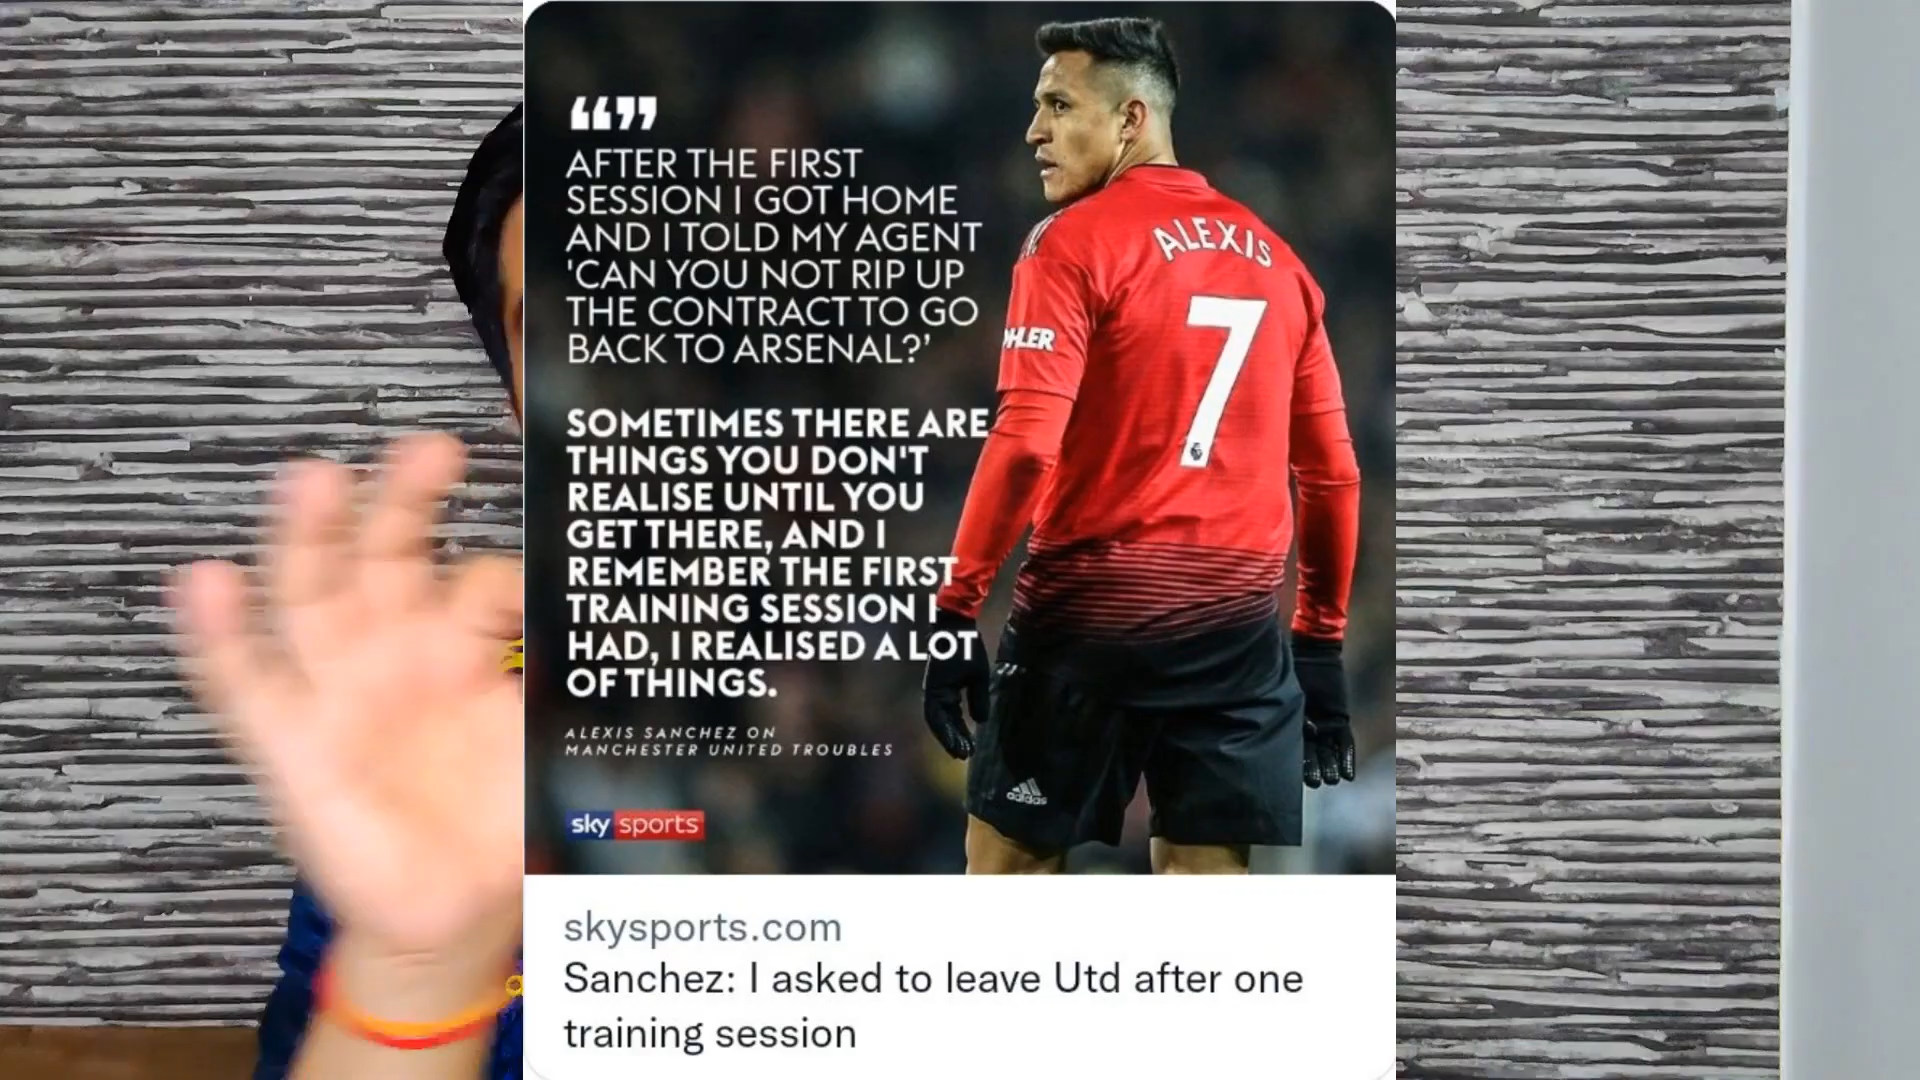 AFTER THE FIRST
SESSION I GOT HOME
AND I TOLD MY AGENT
'CAN YOU NOT RIP UP
THE CONTRACT TO GO
BACK TO ARSENAL?’
SOMETIMES THERE ARE
THINGS YOU DON'T
REALISE UNTIL YOU
GET THERE, AND I
REMEMBER THE FIRST
TRAINING SESSION I
HAD, I REALISED A LOT
OF THINGS.
ALEXIS SANCHEZ ON
MANCHESTER UNITED TROUBLES
sky sports
ALEXIS
7
HLER
adidas
skysports.com
Sanchez: I asked to leave Utd after one
training session